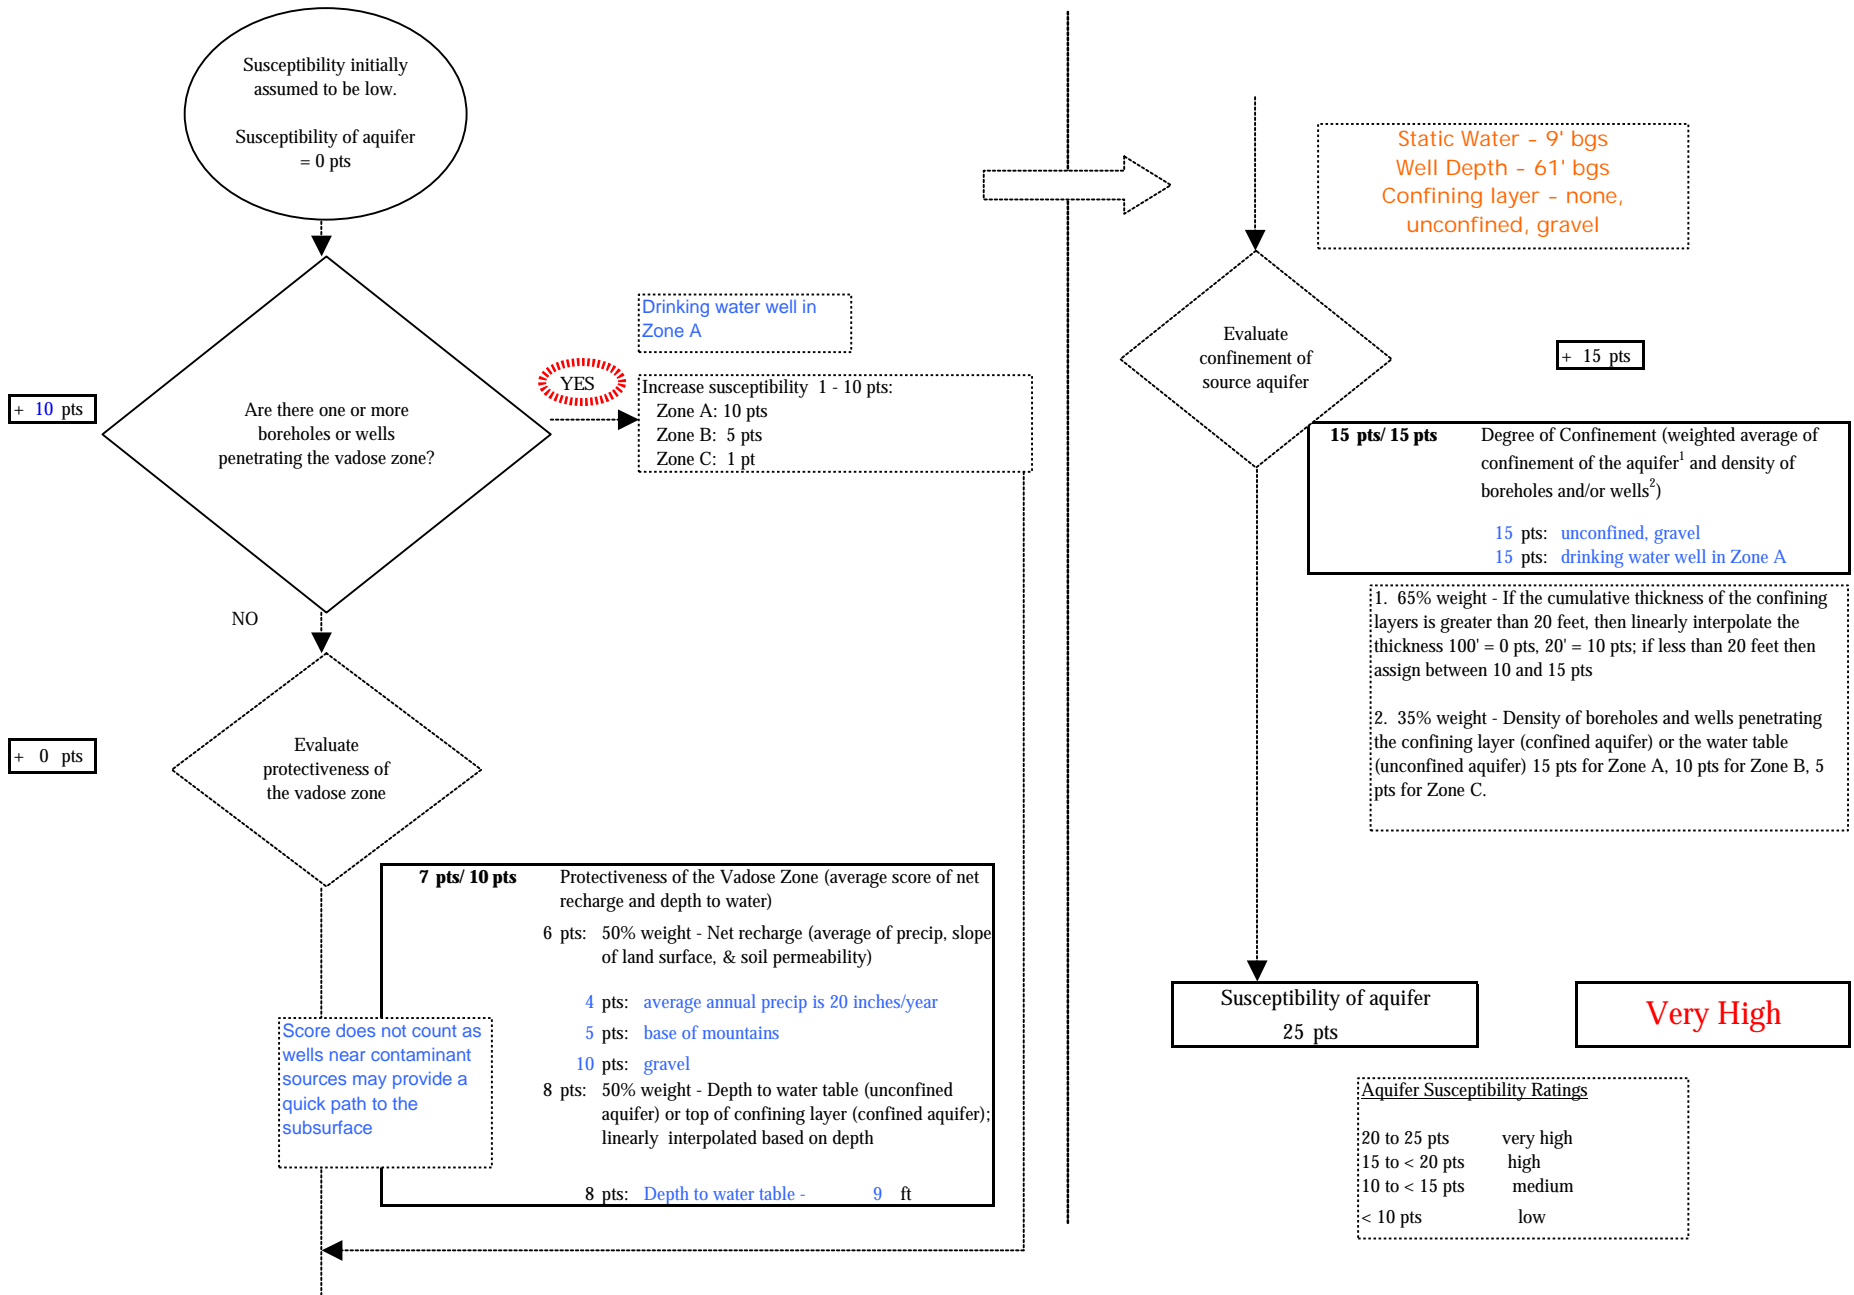 Susceptibility initially
assumed to be low.
Susceptibility of aquifer
= 0 pts
Are there one or more
boreholes or wells
penetrating the vadose zone?
+ 10 pts
YES
Drinking water well in
Zone A
Increase susceptibility 1 - 10 pts:
Zone A: 10 pts
Zone B: 5 pts
Zone C: 1 pt
NO
Evaluate
protectiveness of
the vadose zone
+ 0 pts
7 pts/ 10 pts Protectiveness of the Vadose Zone (average score of net
recharge and depth to water)
6 pts: 50% weight - Net recharge (average of precip, slope
of land surface, & soil permeability)
4 pts: average annual precip is 20 inches/year
5 pts: base of mountains
10 pts: gravel
8 pts: 50% weight - Depth to water table (unconfined
aquifer) or top of confining layer (confined aquifer);
linearly interpolated based on depth
8 pts: Depth to water table - 9 ft
Score does not count as
wells near contaminant
sources may provide a
quick path to the
subsurface
Static Water - 9' bgs
Well Depth - 61' bgs
Confining layer - none,
unconfined, gravel
Evaluate
confinement of
source aquifer
+ 15 pts
15 pts/ 15 pts Degree of Confinement (weighted average of
confinement of the aquifer1 and density of
boreholes and/or wells2)
15 pts: unconfined, gravel
15 pts: drinking water well in Zone A
1. 65% weight - If the cumulative thickness of the confining
layers is greater than 20 feet, then linearly interpolate the
thickness 100' = 0 pts, 20' = 10 pts; if less than 20 feet then
assign between 10 and 15 pts
2. 35% weight - Density of boreholes and wells penetrating
the confining layer (confined aquifer) or the water table
(unconfined aquifer) 15 pts for Zone A, 10 pts for Zone B, 5
pts for Zone C.
Susceptibility of aquifer
25 pts
Very High
Aquifer Susceptibility Ratings
20 to 25 pts very high
15 to < 20 pts high
10 to < 15 pts medium
< 10 pts low